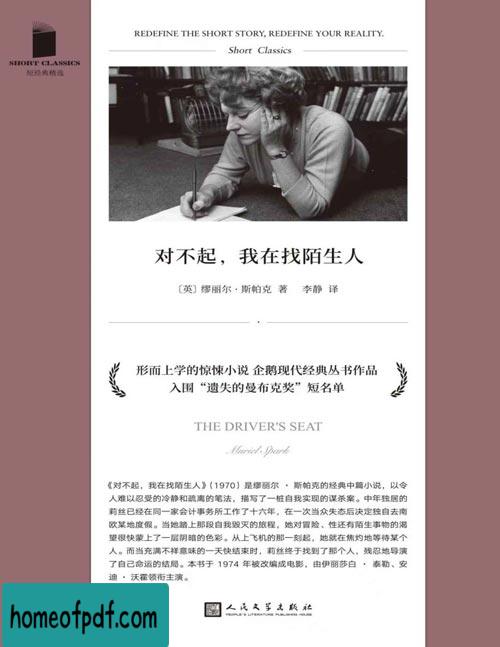 REDEFINE THE SHORT STORY, REDEFINE YOUR REALITY.
Short Classics
SHORT CLASSICS
短经典精选
对不起，我在找陌生人
［英］缪丽尔·斯帕克 著 李静 译
形而上学的惊悚小说 企鹅现代经典丛书作品
入围“遗失的曼布克奖”短名单
THE DRIVER'S SEAT
Muriel Spark
《对不起，我在找陌生人》（1970）是缪丽尔·斯帕克的经典中篇小说，以令
人难以忍受的冷静和疏离的笔法，描写了一桩自我实现的谋杀案。中年独居的
莉丝已经在同一家会计事务所工作了十六年，在一次当众失态后决定独自去南
欧某地度假。当她踏上那段自我毁灭的旅程，她对冒险、性还有陌生事物的渴
望很快蒙上了一层阴暗的色彩。从上飞机的那一刻起，她就在焦灼地等待某个
人。而当充满不祥意味的一天快结束时，莉丝终于找到了那个人，残忍地导演
了自己命运的结局。本书于 1974 年被改编成电影，由伊丽莎白·泰勒、安
迪·沃霍领衔主演。
人民文学出版社
PEOPLE'S LITERATURE PUBLISHING HOUSE
homeofpdf.com